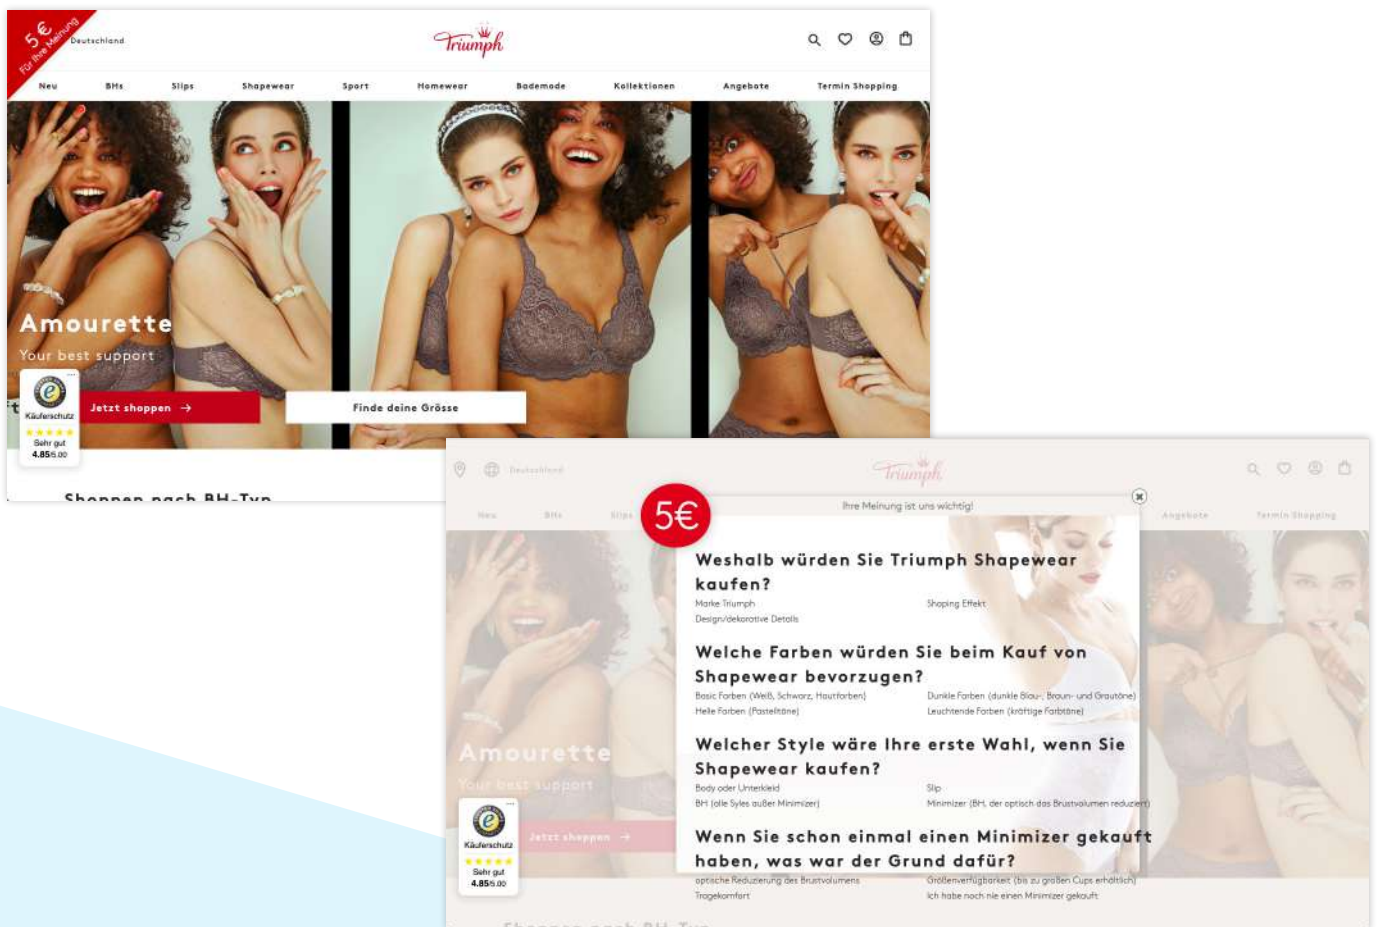 5 €
Für Ihre Meinung
Deutschland
Triumph
Neu BHs Slips Shapewear Sport Homewear Bademode Kollektionen Angebote Termin Shopping
Amourette
Your best support
Jetzt shoppen →
Finde deine Grösse
Käuferschutz
Sehr gut
4.85/5.00
Shoppen nach BH-Typ
Deutschland
Triumph
Neu BHs Slips Angebote Termin Shopping
5€
Ihre Meinung ist uns wichtig!
Weshalb würden Sie Triumph Shapewear
kaufen?
Marke Triumph Shaping Effekt
Design/dekorative Details
Welche Farben würden Sie beim Kauf von
Shapewear bevorzugen?
Basic Farben (Weiß, Schwarz, Hautfarben) Dunkle Farben (dunkle Blau-, Braun- und Grautöne)
Helle Farben (Pastelltöne) Leuchtende Farben (kräftige Farbtöne)
Welcher Style wäre Ihre erste Wahl, wenn Sie
Shapewear kaufen?
Body oder Unterkleid Slip
BH (alle Syles außer Minimizer) Minimizer (BH, der optisch das Brustvolumen reduziert)
Wenn Sie schon einmal einen Minimizer gekauft
haben, was war der Grund dafür?
optische Reduzierung des Brustvolumens Größenverfügbarkeit (bis zu großen Cups erhältlich)
Tragekomfort Ich habe noch nie einen Minimizer gekauft
Amourette
Your best support
Jetzt shoppen →
Käuferschutz
Sehr gut
4.85/5.00
Shoppen nach BH-Typ